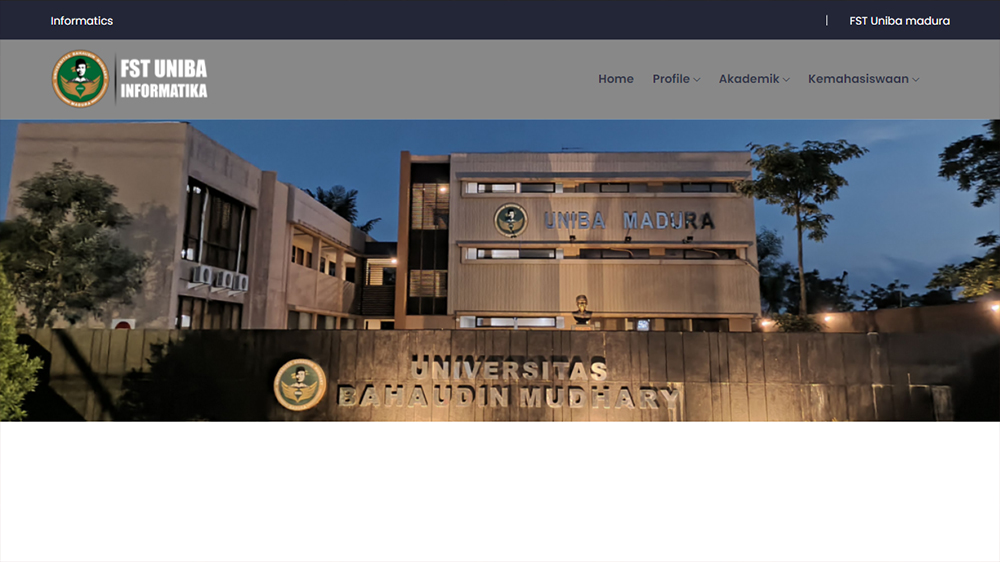 Informatics
| FST Uniba madura
FST UNIBA
INFORMATIKA
Home Profile Akademik Kemahasiswaan
UNIBA MADURA
UNIVERSITAS
BAHAUDIN MUDHARY